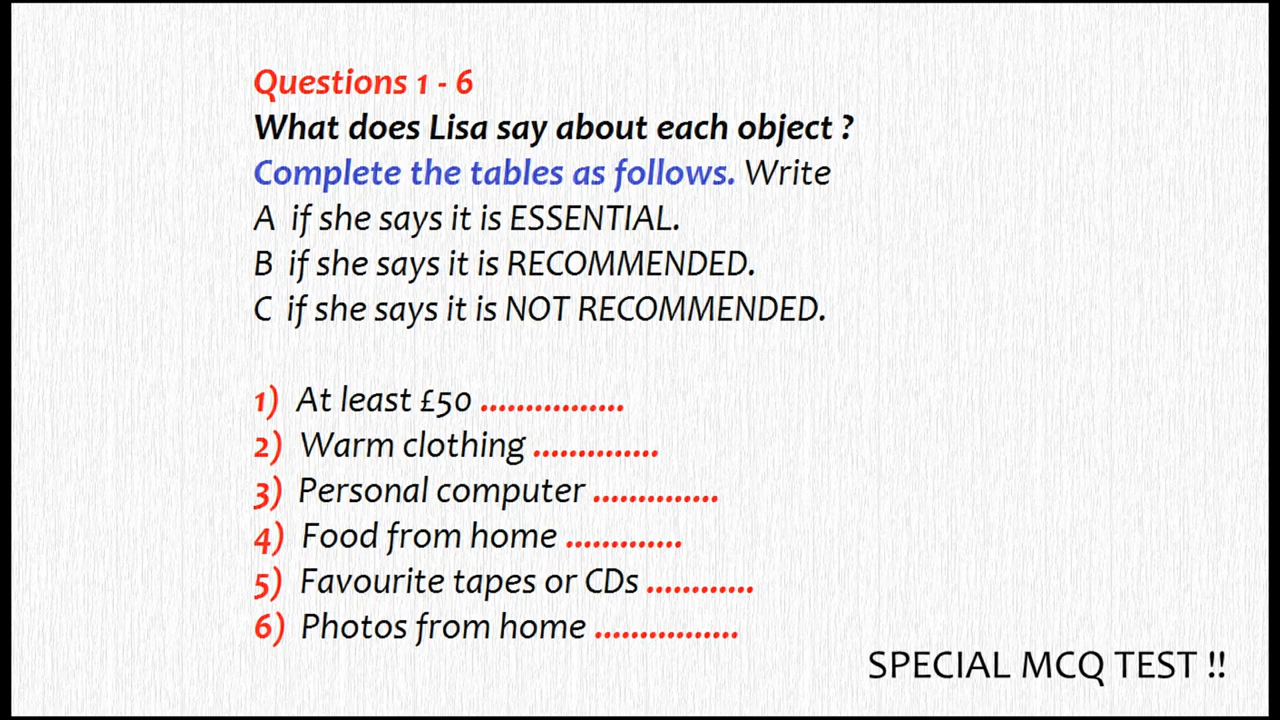 Questions 1 - 6
What does Lisa say about each object ?
Complete the tables as follows. Write
A if she says it is ESSENTIAL.
B if she says it is RECOMMENDED.
C if she says it is NOT RECOMMENDED.
1) At least £50 ................
2) Warm clothing ..............
3) Personal computer ..............
4) Food from home .............
5) Favourite tapes or CDs ............
6) Photos from home ................
SPECIAL MCQ TEST !!